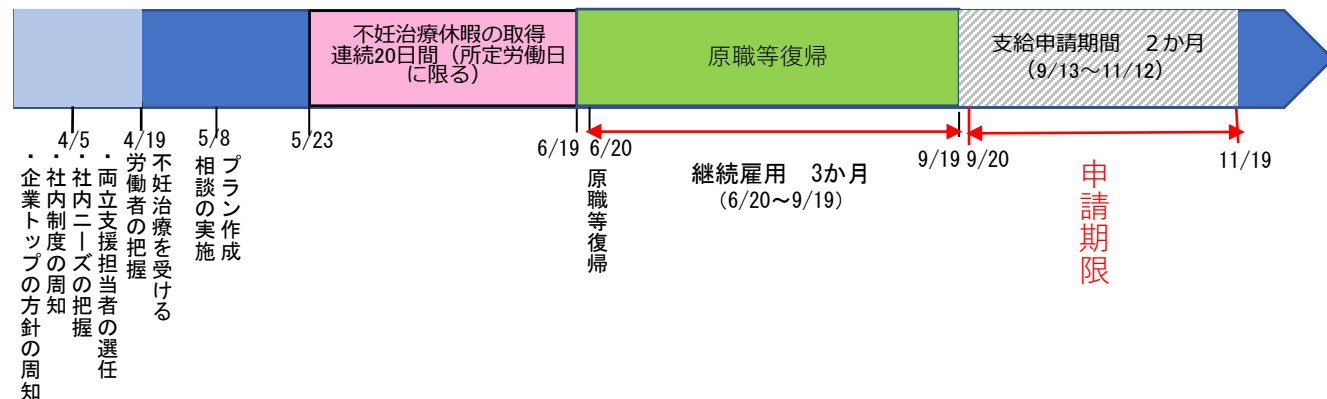 不妊治療休暇の取得
連続20日間（所定労働日
に限る）
原職等復帰
支給申請期間　２か月
（9/13～11/12）
4/5
4/19
5/8
5/23
6/19
6/20
9/19
9/20
11/19
・両立支援担当者の選任
・社内ニーズの把握
・社内制度の周知
・企業トップの方針の周知
不妊治療を受ける
労働者の把握
プラン作成
相談の実施
原職等復帰
継続雇用　3か月
（6/20～9/19）
申請期限